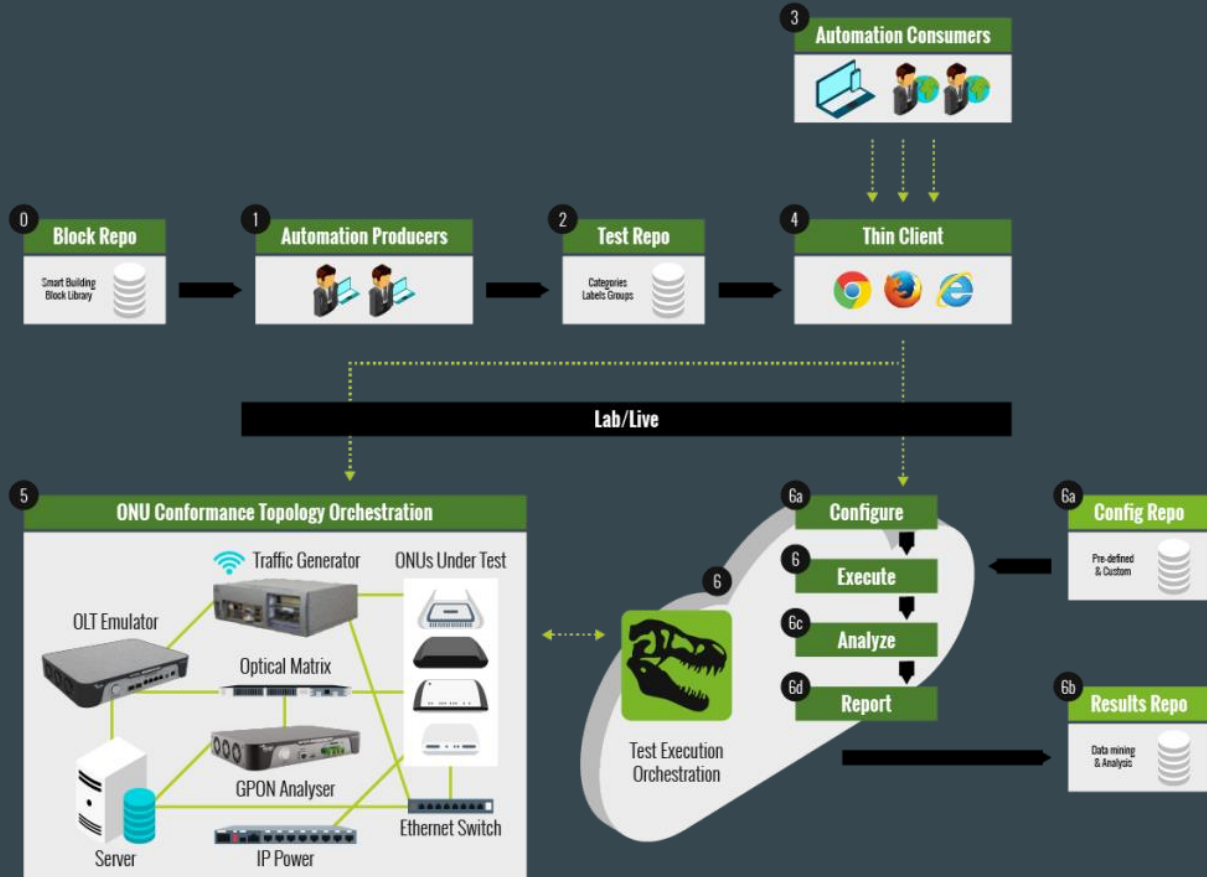 3
Automation Consumers
0
Block Repo
Smart Building
Block Library
1
Automation Producers
2
Test Repo
Categories
Labels Groups
4
Thin Client
Lab/Live
5
ONU Conformance Topology Orchestration
Traffic Generator
ONUs Under Test
OLT Emulator
Optical Matrix
GPON Analyser
Ethernet Switch
Server
IP Power
6
Test Execution
Orchestration
6a
Configure
6
Execute
6c
Analyze
6d
Report
6a
Config Repo
Pre-defined
& Custom
6b
Results Repo
Data mining
& Analysis